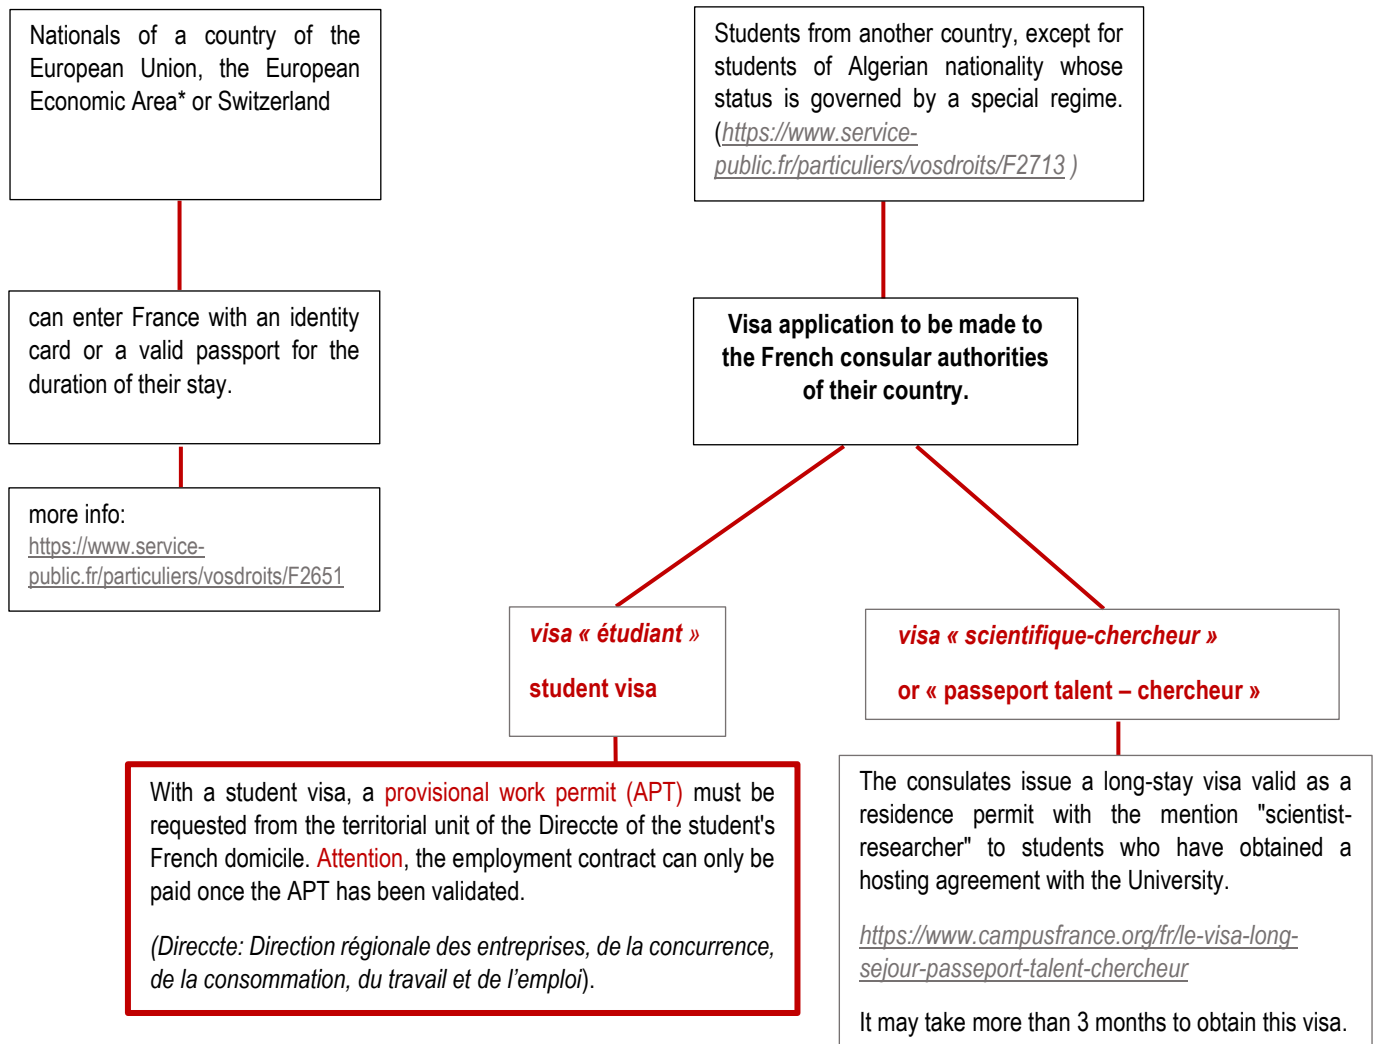 Nationals of a country of the
European Union, the European
Economic Area* or Switzerland
can enter France with an identity
card or a valid passport for the
duration of their stay.
more info:
https://www.service-
public.fr/particuliers/vosdroits/F2651
Students from another country, except for
students of Algerian nationality whose
status is governed by a special regime.
(https://www.service-
public.fr/particuliers/vosdroits/F2713 )
Visa application to be made to
the French consular authorities
of their country.
visa « étudiant »
student visa
With a student visa, a provisional work permit (APT) must be
requested from the territorial unit of the Direccte of the student's
French domicile. Attention, the employment contract can only be
paid once the APT has been validated.
(Direccte: Direction régionale des entreprises, de la concurrence,
de la consommation, du travail et de l’emploi).
visa « scientifique-chercheur »
or « passeport talent – chercheur »
The consulates issue a long-stay visa valid as a
residence permit with the mention "scientist-
researcher" to students who have obtained a
hosting agreement with the University.
https://www.campusfrance.org/fr/le-visa-long-
sejour-passeport-talent-chercheur
It may take more than 3 months to obtain this visa.